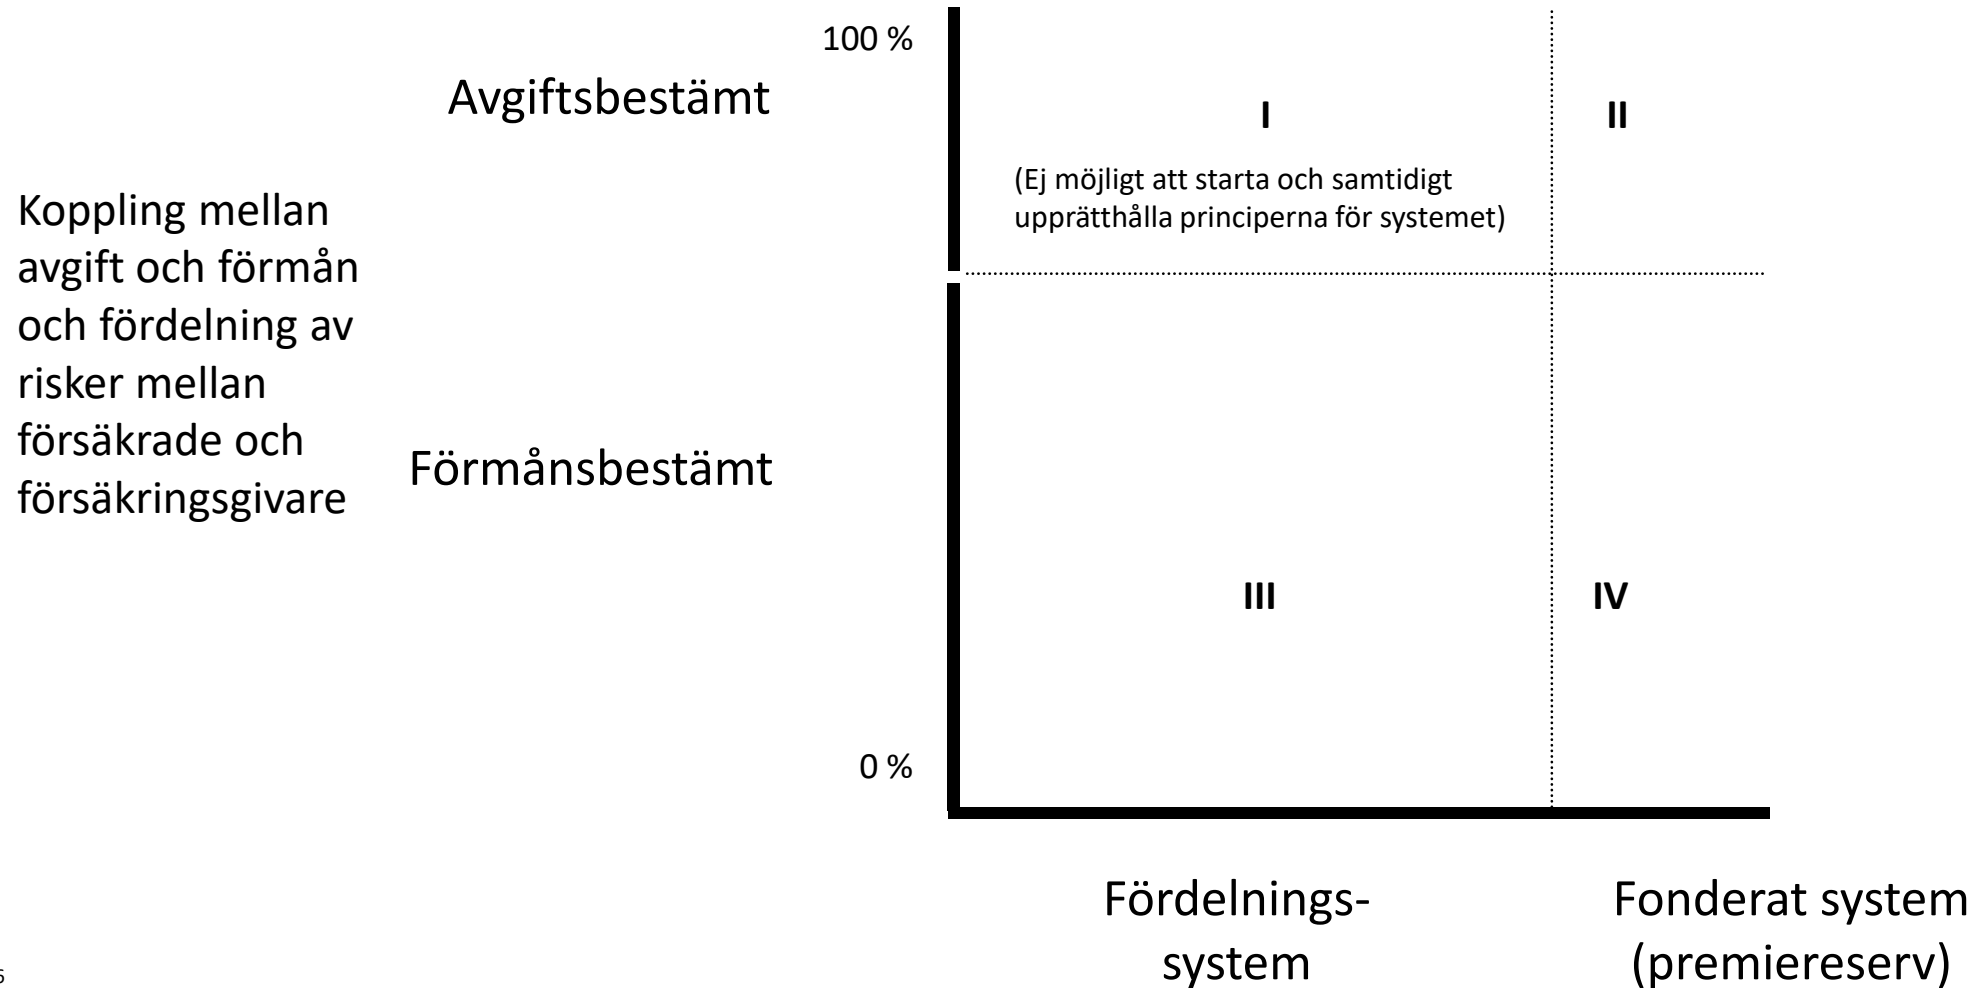 100 %
Avgiftsbestämt
I
II
(Ej möjligt att starta och samtidigt
upprätthålla principerna för systemet)
Koppling mellan
avgift och förmån
och fördelning av
risker mellan
försäkrade och
försäkringsgivare
Förmånsbestämt
III
IV
0 %
Fördelnings-
system
Fonderat system
(premiereserv)